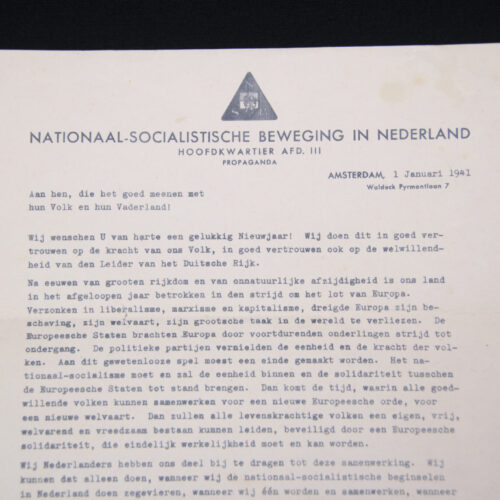 NATIONAAL-SOCIALISTISCHE BEWEGING IN NEDERLAND
HOOFDKWARTIER AFD. III
PROPAGANDA
AMSTERDAM, 1 Januari 1941
Waldeck Pyrmontlaan 7
Aan hen, die het goed meenen met
hun Volk en hun Vaderland!
Wij wenschen U van harte een gelukkig Nieuwjaar! Wij doen dit in goed ver-
trouwen op de kracht van ons Volk, in goed vertrouwen ook op de welwillend-
heid van den Leider van het Duitsche Rijk.
Na eeuwen van grooten rijkdom en van onnatuurlijke afzijdigheid is ons land
in het afgeloopen jaar betrokken in den strijd om het lot van Europa.
Verzonken in liberalisme, marxisme en kapitalisme, dreigde Europa zijn be-
schaving, zijn welvaart, zijn grootsche taak in de wereld te verliezen. De
Europeesche Staten brachten Europa door voortdurenden onderlingen strijd tot
ondergang. De politieke partijen vernielden de eenheid en de kracht der vol-
ken. Aan dit gewetenlooze spel moest een einde gemaakt worden. Het na-
tionaal-socialisme moet en zal de eenheid binnen en de solidariteit tusschen
de Europeesche Staten tot stand brengen. Dan komt de tijd, waarin alle goed-
willende volken kunnen samenwerken voor een nieuwe Europeesche orde, voor
een nieuwe welvaart. Dan zullen alle levenskrachtige volken een eigen, vrij,
welvarend en vreedzaam bestaan kunnen leiden, beveiligd door een Europeesche
solidariteit, die eindelijk werkelijkheid moet en kan worden.
Wij Nederlanders hebben ons deel bij te dragen tot deze samenwerking. Wij
kunnen dat alleen doen, wanneer wij de nationaal-socialistische beginselen
in Nederland doen zegevieren, wanneer wij één worden en samenwerken, wanneer